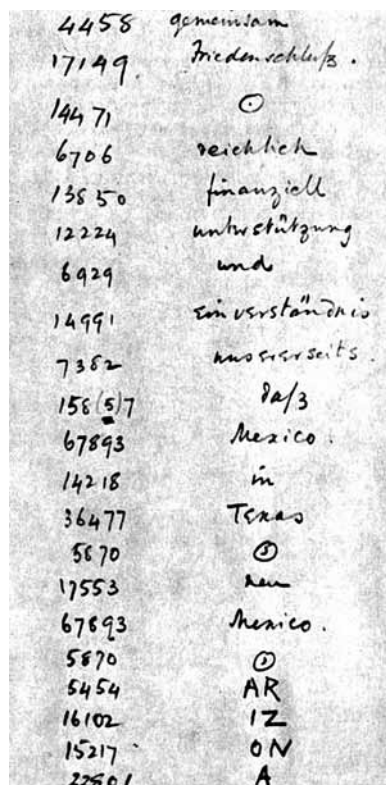 4458 gemeinsam
17149 Friedenschluß.
14471 ⊙
6706 reichlich
13850 finanziell
12224 unterstützung
6929 und
14991 Einverständnis
7382 unsererseits.
158(5)7 daß
67893 Mexico.
14218 in
36477 Texas
5870 ⊙
17553 neu
67893 Mexico.
5870 ⊙
5454 AR
16102 IZ
15217 ON
22801 A